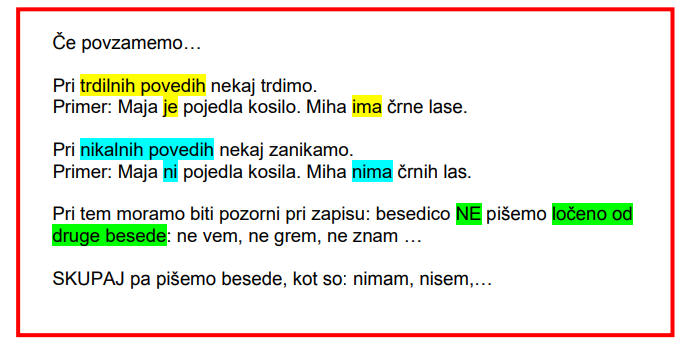 Če povzamemo…
Pri trdilnih povedih nekaj trdimo.
Primer: Maja je pojedla kosilo. Miha ima črne lase.
Pri nikalnih povedih nekaj zanikamo.
Primer: Maja ni pojedla kosila. Miha nima črnih las.
Pri tem moramo biti pozorni pri zapisu: besedico NE pišemo ločeno od
druge besede: ne vem, ne grem, ne znam …
SKUPAJ pa pišemo besede, kot so: nimam, nisem,…